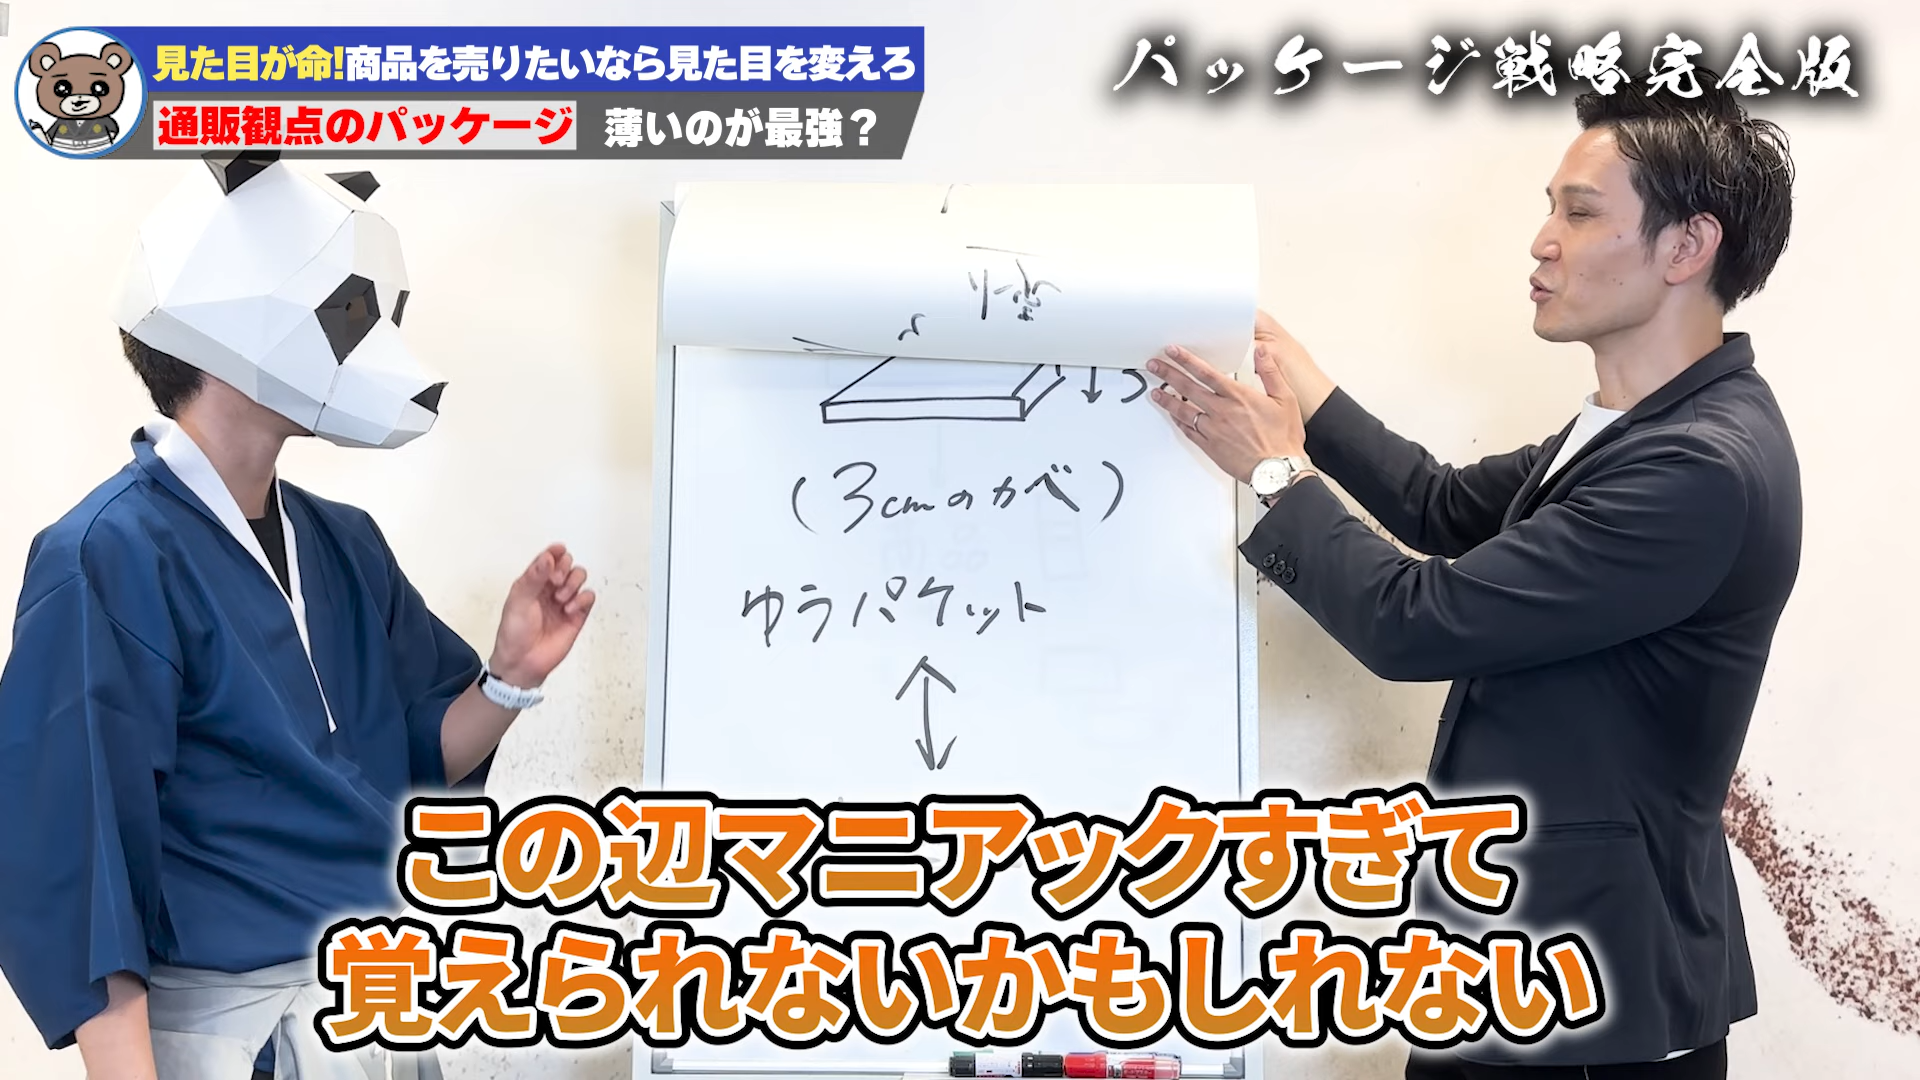 見た目が命!商品を売りたいなら見た目を変えろ
通販観点のパッケージ 薄いのが最強？
パッケージ戦略完全版
(3cmのカベ)
ゆうパケット
この辺マニアックすぎて
覚えられないかもしれない